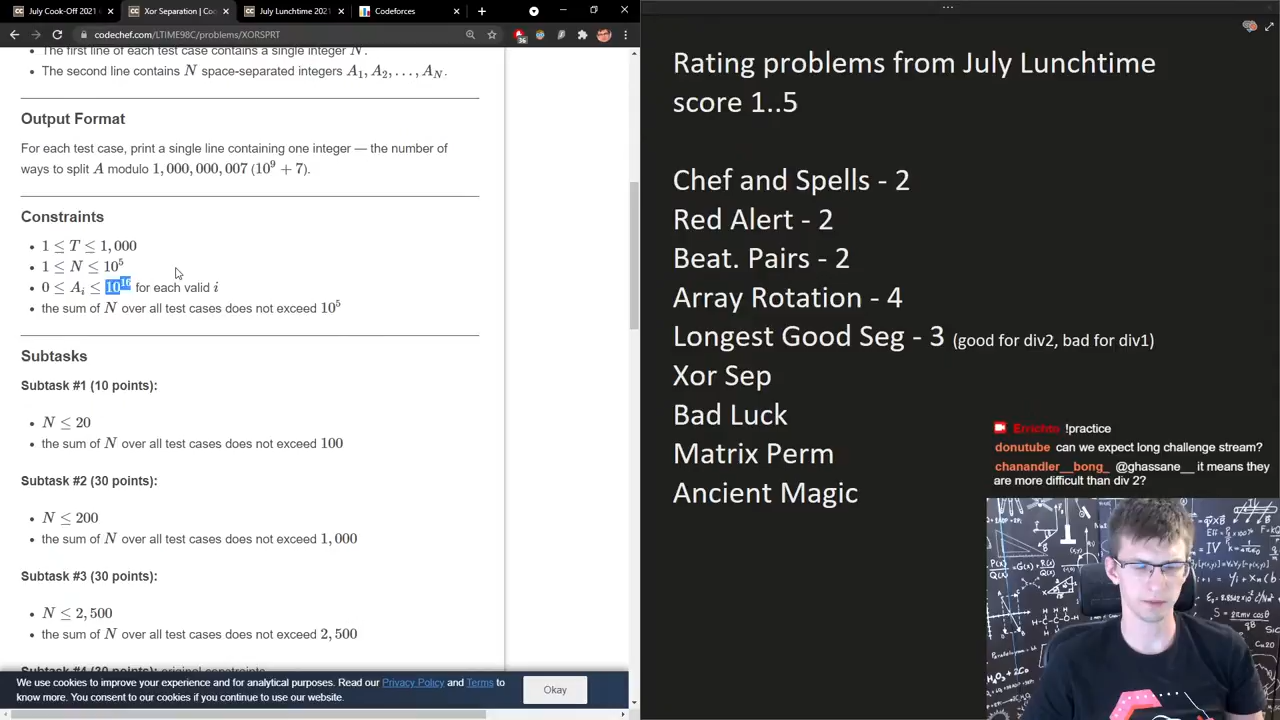 July Cook-Off 2021
Xor Separation | Co
July Lunchtime 2021
Codeforces
codechef.com/LTIME98C/problems/XORSPRT
36
The first line of each test case contains a single integer N.
The second line contains N space-separated integers A1, A2, . . . , AN.
Output Format
For each test case, print a single line containing one integer — the number of
ways to split A modulo 1,000,000,007 (10^9 + 7).
Constraints
1 ≤ T ≤ 1,000
1 ≤ N ≤ 10^5
0 ≤ Ai ≤ 10^16 for each valid i
the sum of N over all test cases does not exceed 10^5
Subtasks
Subtask #1 (10 points):
N ≤ 20
the sum of N over all test cases does not exceed 100
Subtask #2 (30 points):
N ≤ 200
the sum of N over all test cases does not exceed 1,000
Subtask #3 (30 points):
N ≤ 2,500
the sum of N over all test cases does not exceed 2,500
Subtask #4 (30 points): original constraints
We use cookies to improve your experience and for analytical purposes. Read our Privacy Policy and Terms to
know more. You consent to our cookies if you continue to use our website.
Okay
Rating problems from July Lunchtime
score 1..5
Chef and Spells - 2
Red Alert - 2
Beat. Pairs - 2
Array Rotation - 4
Longest Good Seg - 3 (good for div2, bad for div1)
Xor Sep
Bad Luck
Matrix Perm
Ancient Magic
Errichto !practice
donutube can we expect long challenge stream?
chanandler__bong_ @ghassane__ it means they
are more difficult than div 2?